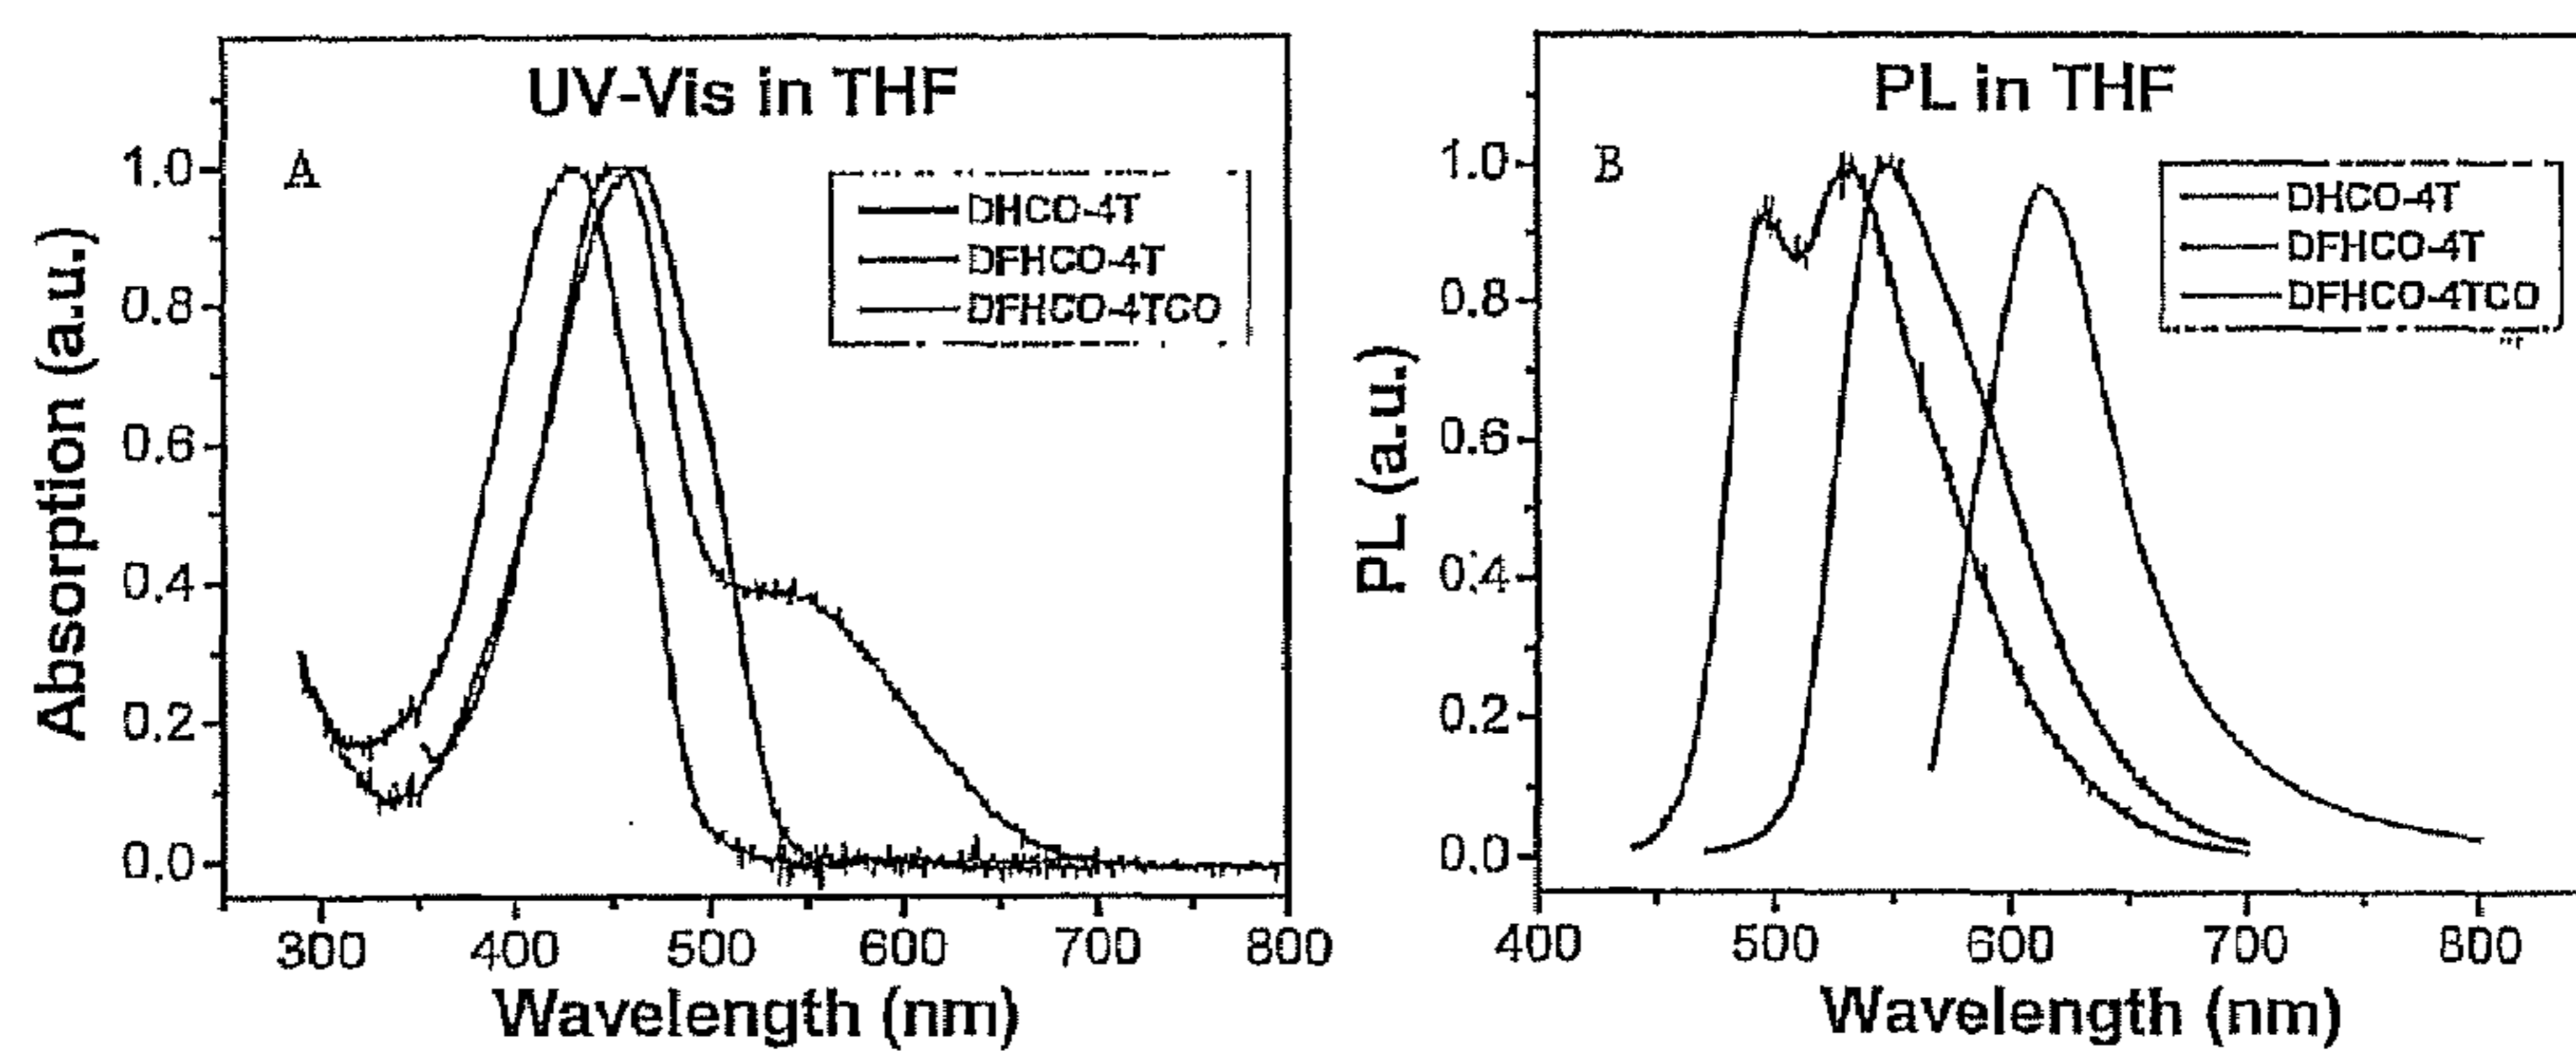 UV-Vis in THF
A
DHCO-4T
DFHCO-4T
DFHCO-4TCO
Absorption (a.u.)
1.0
0.8
0.6
0.4
0.2
0.0
300 400 500 600 700 800
Wavelength (nm)
PL in THF
B
DHCO-4T
DFHCO-4T
DFHCO-4TCO
PL (a.u.)
1.0
0.8
0.6
0.4
0.2
0.0
400 500 600 700 800
Wavelength (nm)